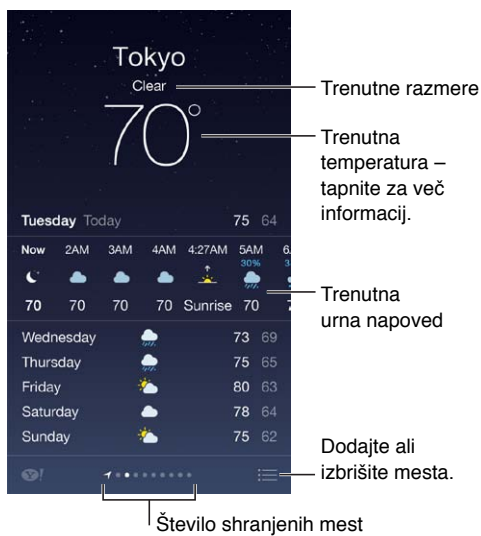 Tokyo
Clear
70°
Trenutne razmere
Trenutna
temperatura –
tapnite za več
informacij.
Tuesday Today 75 64
Now 2AM 3AM 4AM 4:27AM 5AM
30%
70 70 70 70 Sunrise 70
Trenutna
urna napoved
Wednesday 73 69
Thursday 75 65
Friday 80 63
Saturday 78 64
Sunday 75 62
Dodajte ali
izbrišite mesta.
Y!
Število shranjenih mest